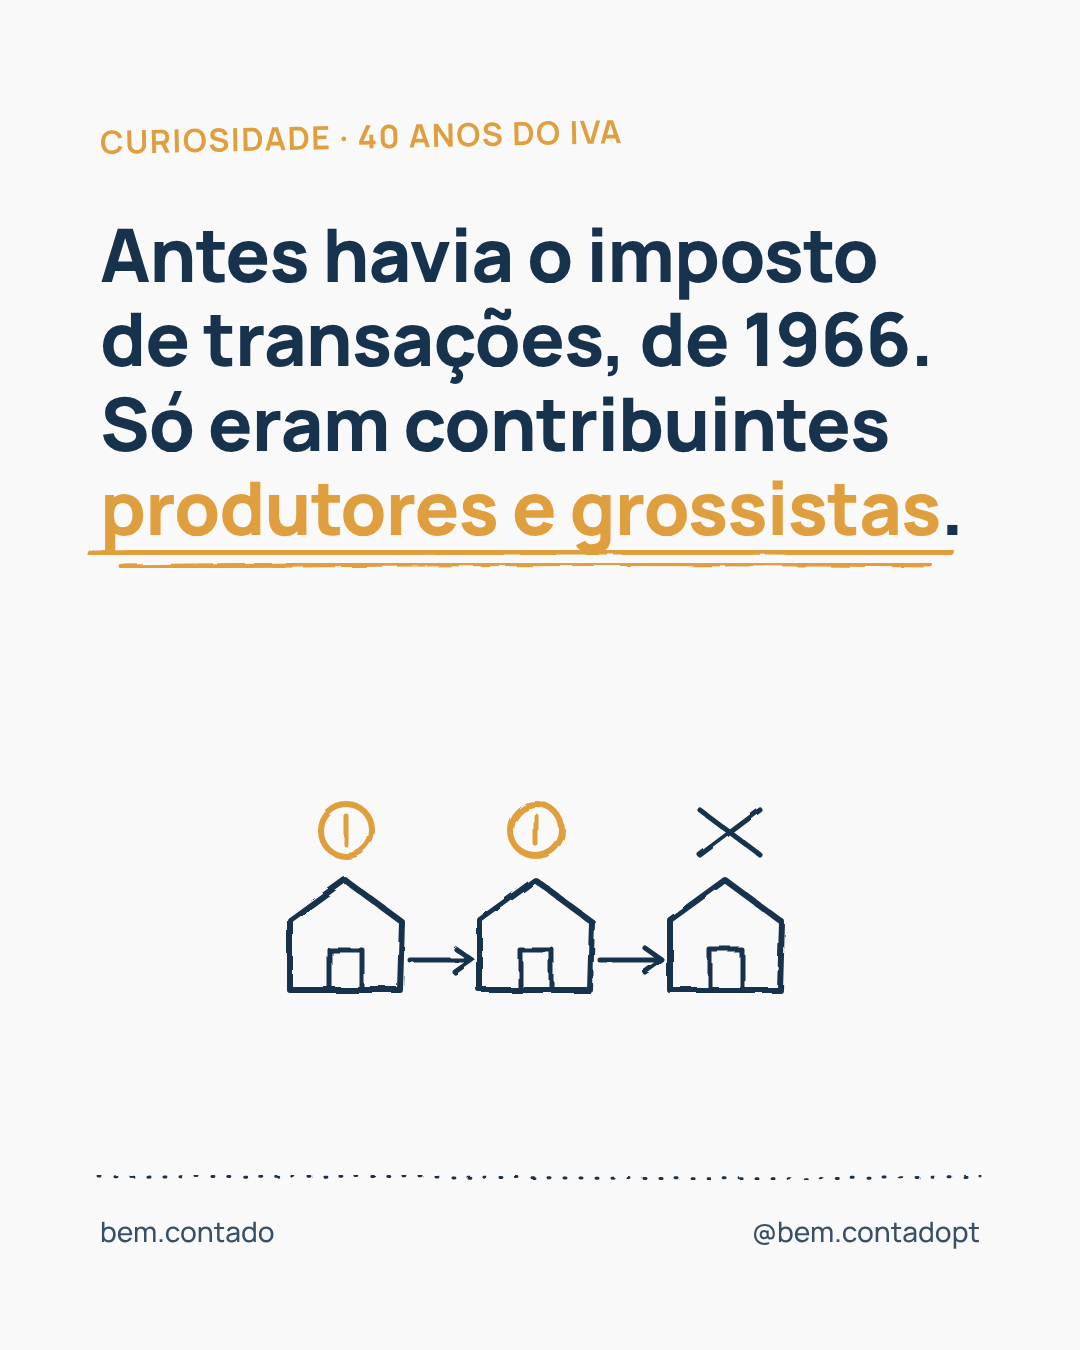 CURIOSIDADE · 40 ANOS DO IVA
Antes havia o imposto
de transações, de 1966.
Só eram contribuintes
produtores e grossistas.
bem.contado
@bem.contadopt